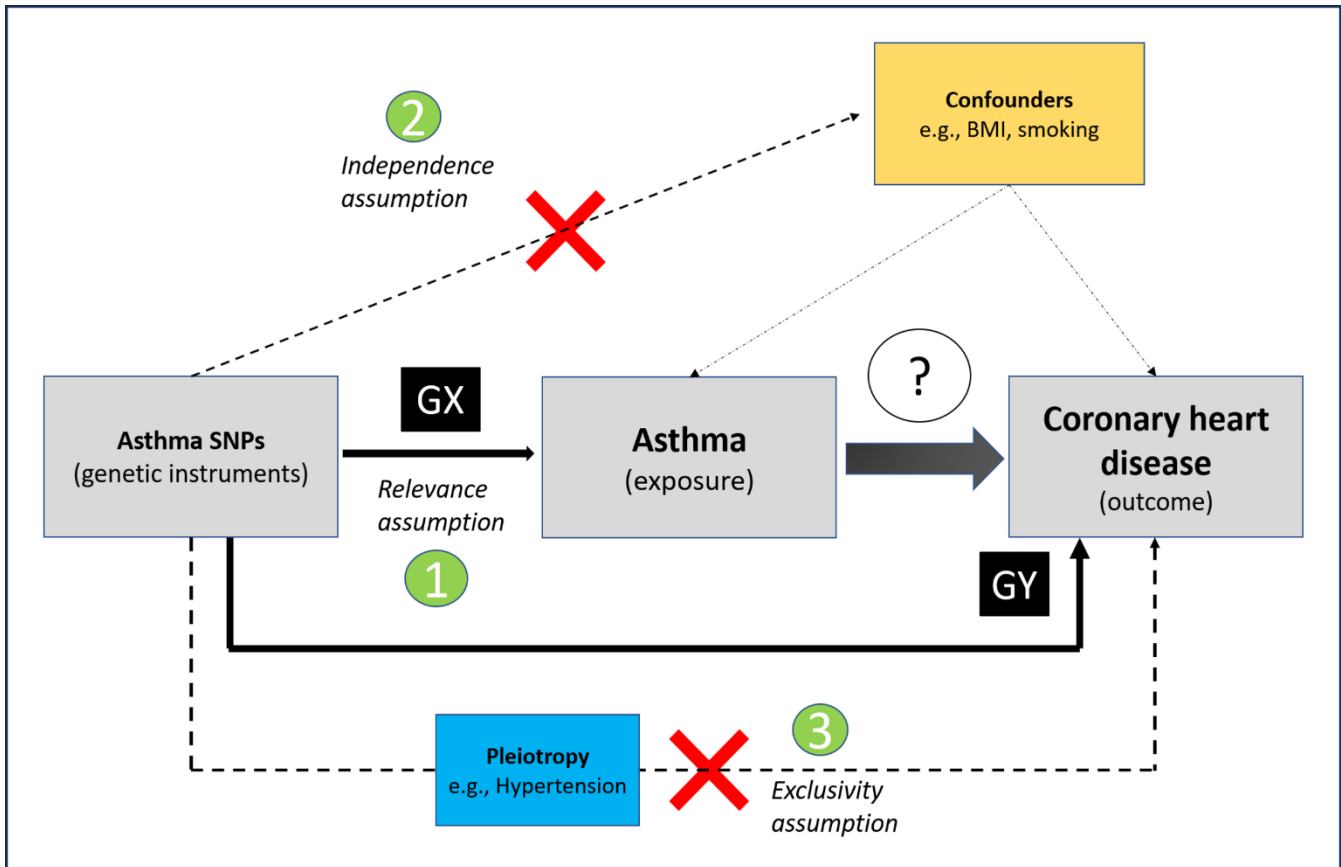 2
Independence
assumption
Confounders
e.g., BMI, smoking
Asthma SNPs
(genetic instruments)
GX
Relevance
assumption
1
Asthma
(exposure)
?
Coronary heart
disease
(outcome)
GY
Pleiotropy
e.g., Hypertension
3
Exclusivity
assumption